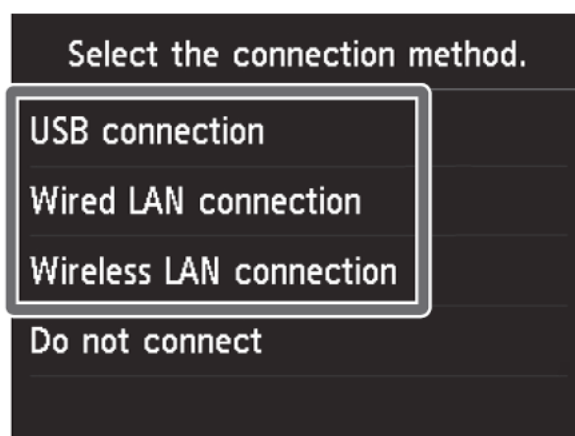 Select the connection method.
USB connection
Wired LAN connection
Wireless LAN connection
Do not connect